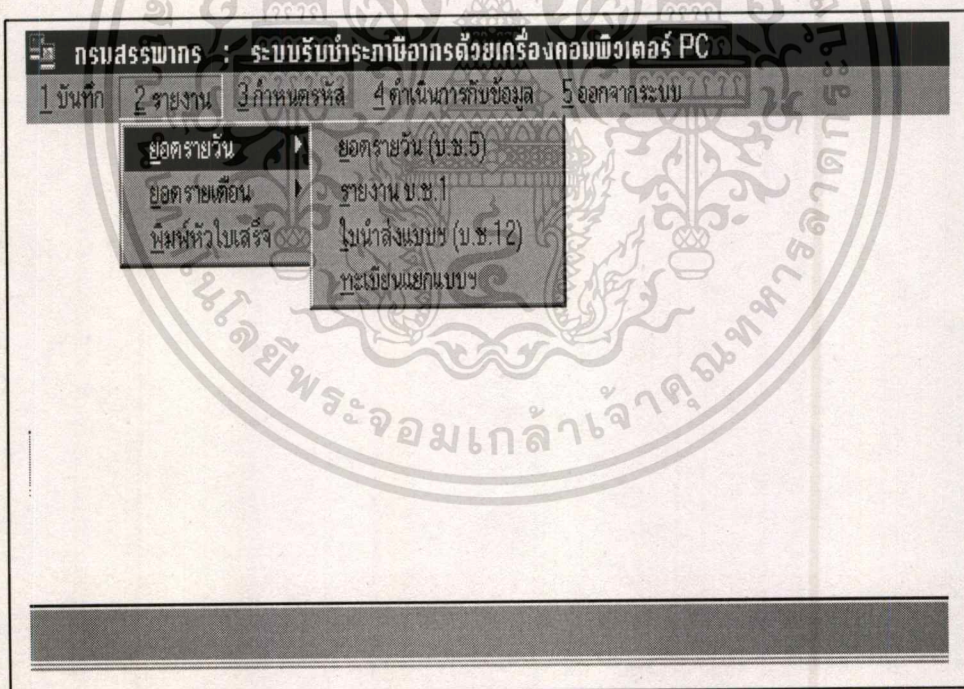 กรมสรรพากร : ระบบรับชำระภาษีอากรด้วยเครื่องคอมพิวเตอร์ PC
1 บันทึก 2 รายงาน 3 กำหนดรหัส 4 ดำเนินการกับข้อมูล 5 ออกจากระบบ
ยอดรายวัน
ยอดรายเดือน
พิมพ์หัวใบเสร็จ
ยอดรายวัน (บ.ช.5)
รายงาน บ.ช.1
ใบนำส่งแบบฯ (บ.ช.12)
ทะเบียนแยกแบบฯ